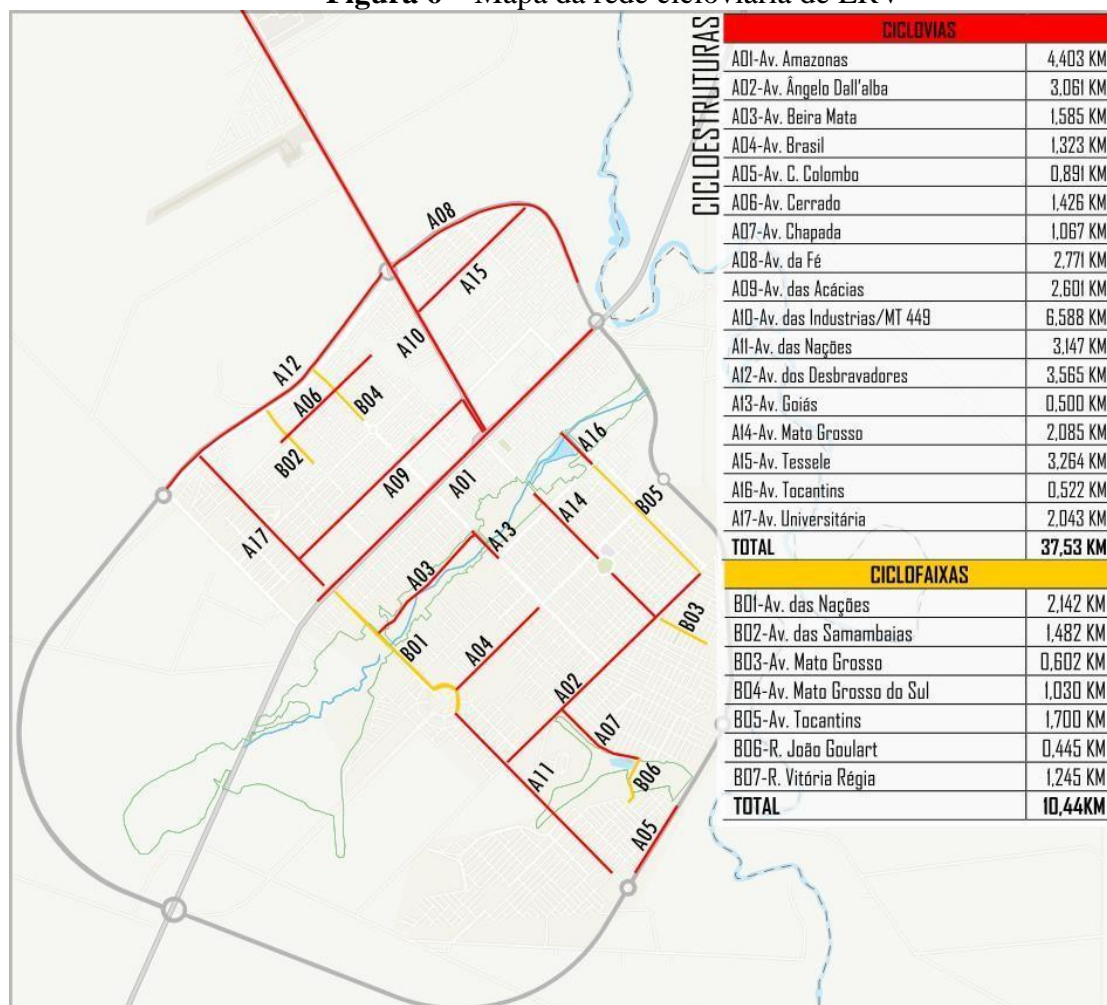 CICLOESTRUTURAS
CICLOVIAS
A01-Av. Amazonas 4,403 KM
A02-Av. Ângelo Dall'alba 3,061 KM
A03-Av. Beira Mata 1,585 KM
A04-Av. Brasil 1,323 KM
A05-Av. C. Colombo 0,891 KM
A06-Av. Cerrado 1,426 KM
A07-Av. Chapada 1,067 KM
A08-Av. da Fé 2,771 KM
A09-Av. das Acácias 2,601 KM
A10-Av. das Industrias/MT 449 6,588 KM
A11-Av. das Nações 3,147 KM
A12-Av. dos Desbravadores 3,565 KM
A13-Av. Goiás 0,500 KM
A14-Av. Mato Grosso 2,085 KM
A15-Av. Tessele 3,264 KM
A16-Av. Tocantins 0,522 KM
A17-Av. Universitária 2,043 KM
TOTAL 37,53 KM
CICLOFAIXAS
B01-Av. das Nações 2,142 KM
B02-Av. das Samambaias 1,482 KM
B03-Av. Mato Grosso 0,602 KM
B04-Av. Mato Grosso do Sul 1,030 KM
B05-Av. Tocantins 1,700 KM
B06-R. João Goulart 0,445 KM
B07-R. Vitória Régia 1,245 KM
TOTAL 10,44KM
A08
A15
A10
A12
A06
B04
B02
A09
A01
A16
A17
A14
B05
A13
A03
B01
A04
B03
A02
A07
A11
B06
A05